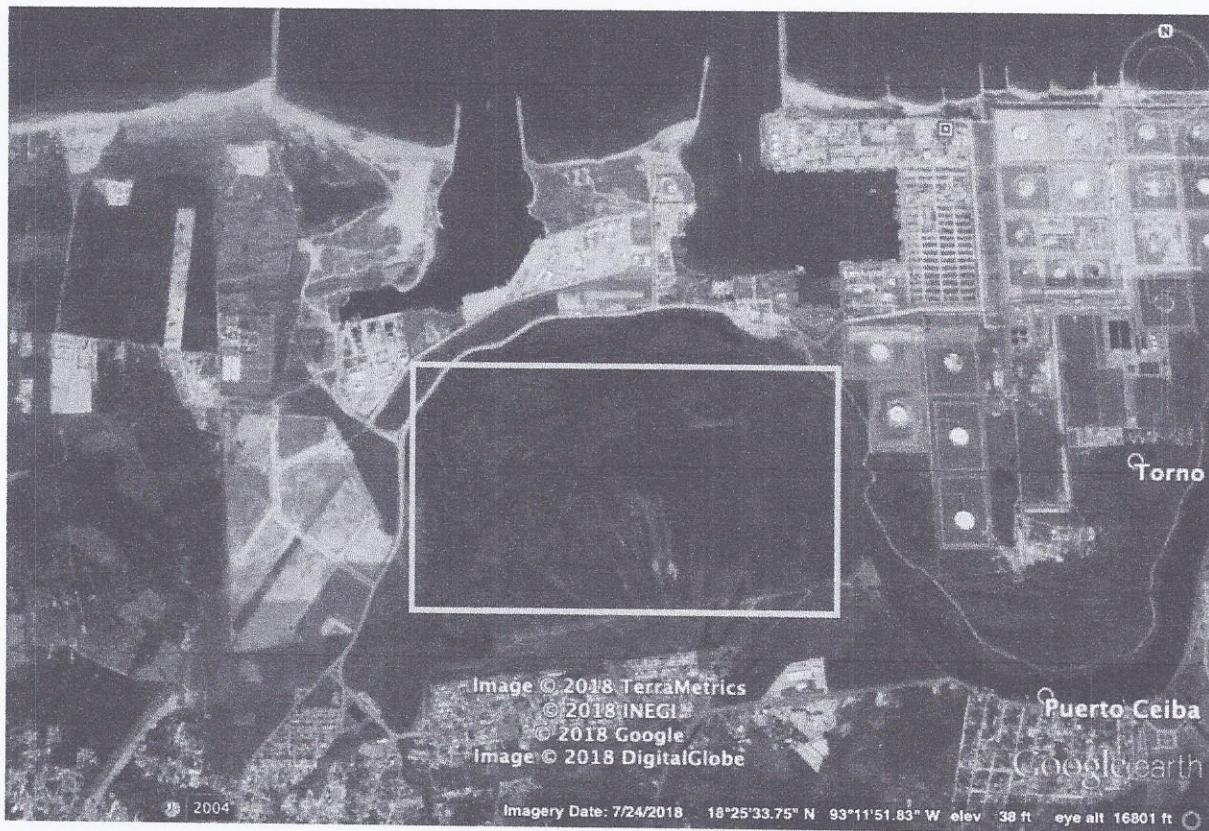 N
Torno
Image © 2018 TerraMetrics
© 2018 INEGI
© 2018 Google
Image © 2018 DigitalGlobe
Puerto Ceiba
Google earth
2004
Imagery Date: 7/24/2018 18°25'33.75" N 93°11'51.83" W elev 38 ft eye alt 16801 ft